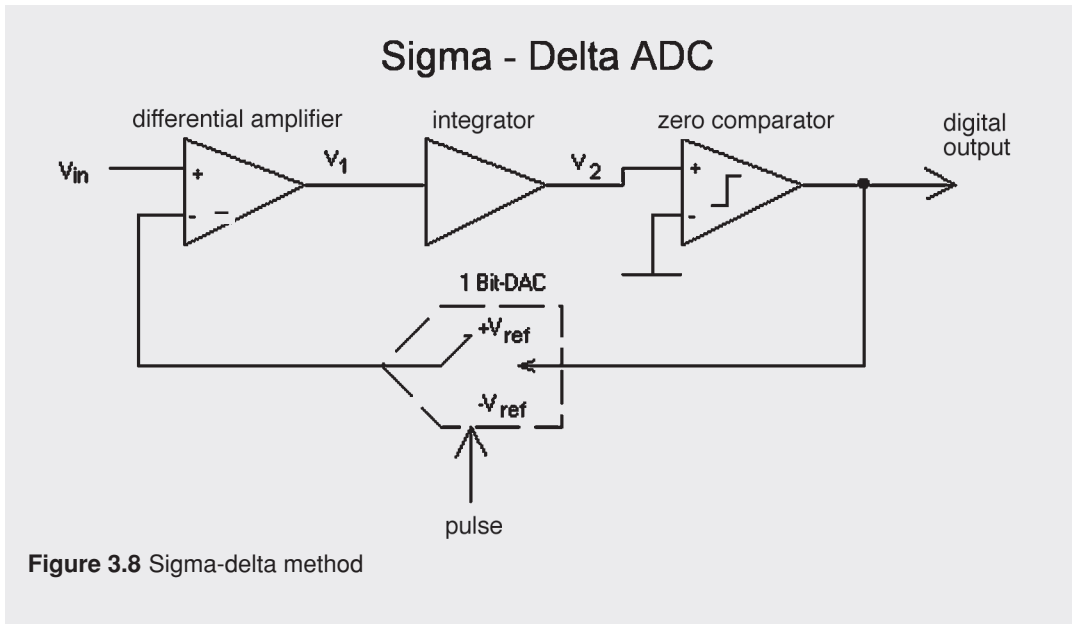 Sigma - Delta ADC
differential amplifier
integrator
zero comparator
digital
output
Vin
+
-
V1
V2
+
-
1 Bit-DAC
+Vref
-Vref
pulse
Figure 3.8 Sigma-delta method